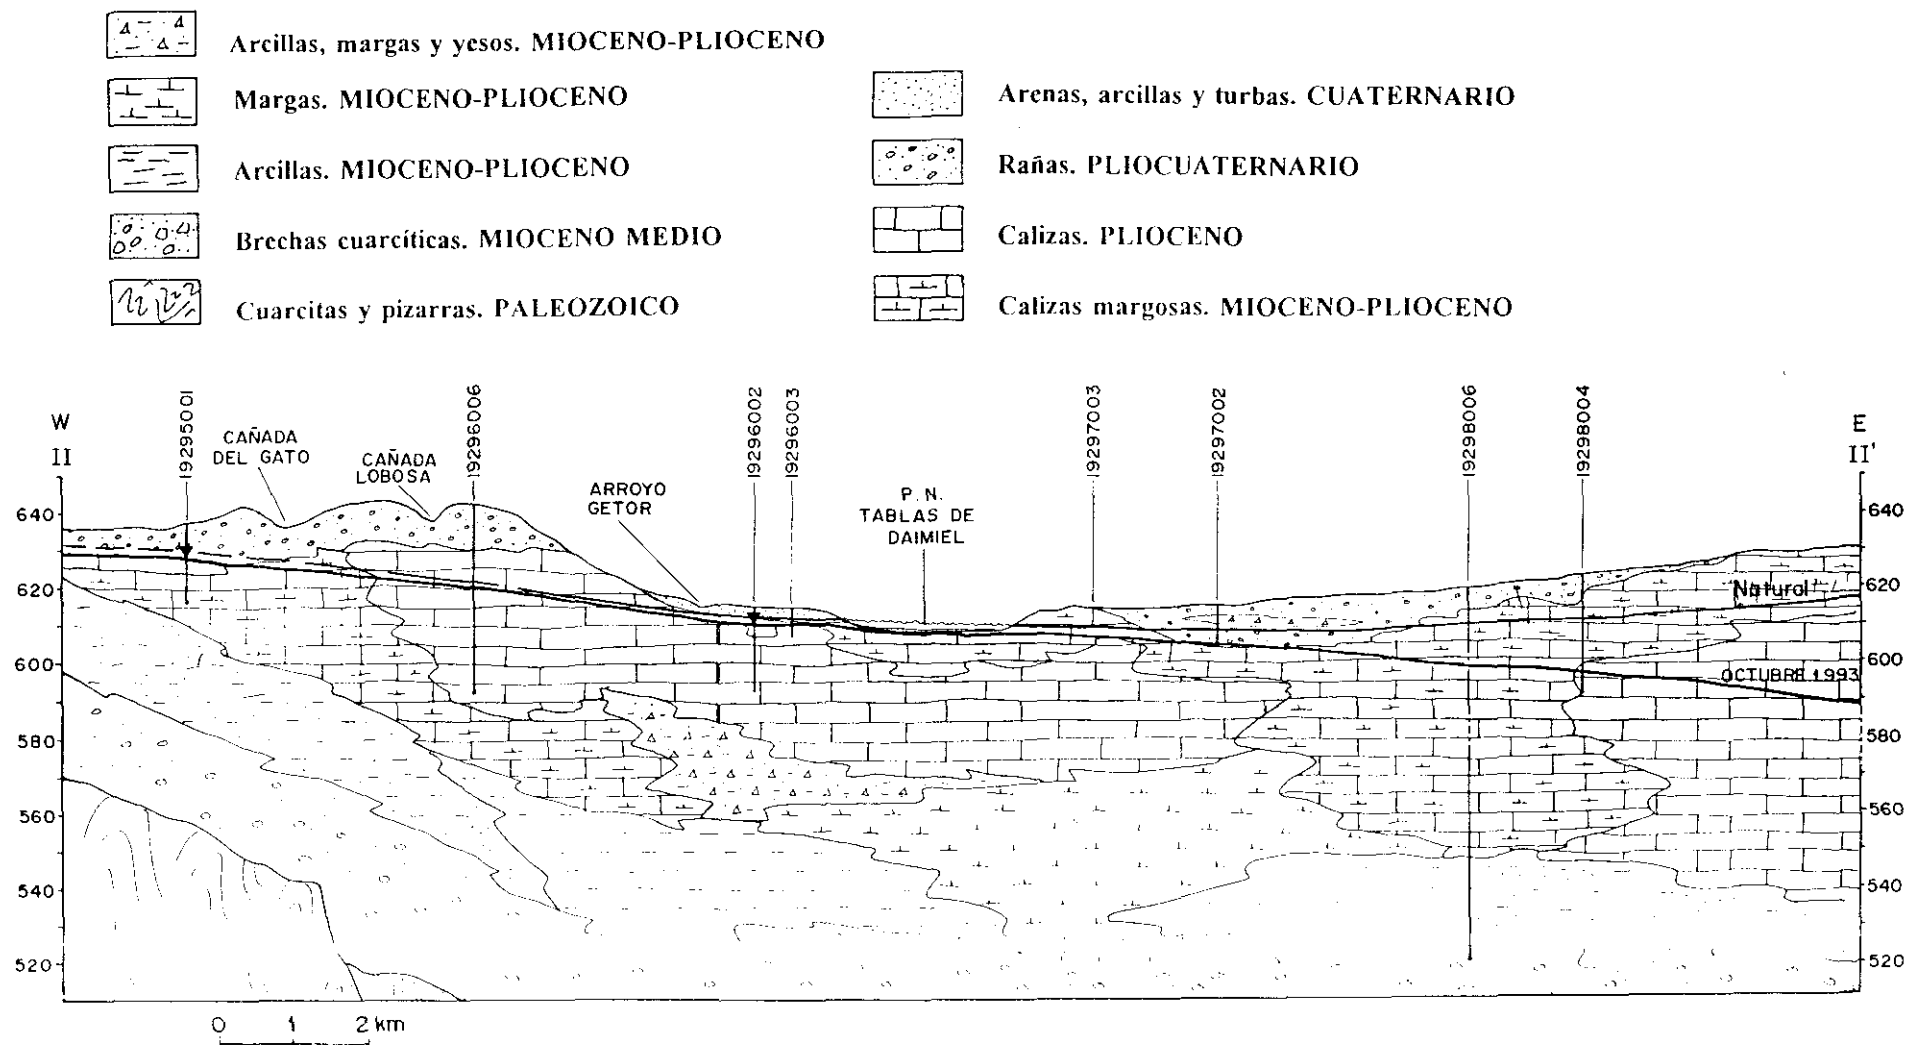 Arcillas, margas y yesos. MIOCENO-PLIOCENO
Margas. MIOCENO-PLIOCENO
Arcillas. MIOCENO-PLIOCENO
Brechas cuarcíticas. MIOCENO MEDIO
Cuarcitas y pizarras. PALEOZOICO
Arenas, arcillas y turbas. CUATERNARIO
Rañas. PLIOCUATERNARIO
Calizas. PLIOCENO
Calizas margosas. MIOCENO-PLIOCENO
W
II
19295001
CAÑADA
DEL GATO
CAÑADA
LOBOSA
19296006
ARROYO
GETOR
19296002
19296003
P. N.
TABLAS DE
DAIMIEL
19297003
19297002
19298006
19298004
E
II'
640
620
600
580
560
540
520
640
620
600
580
560
540
520
Natural
OCTUBRE 1993
0 1 2 km